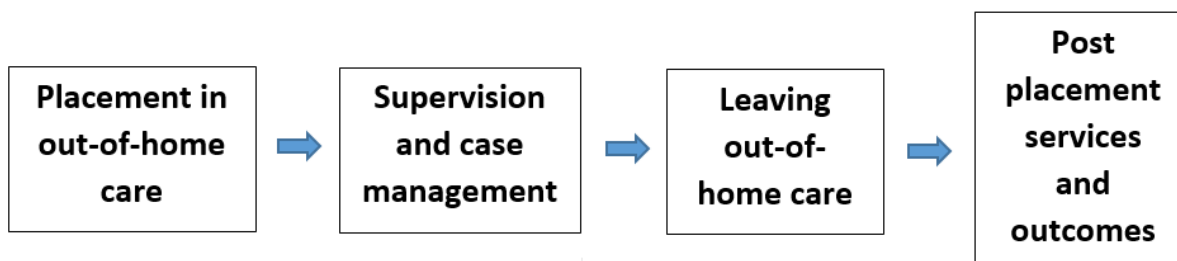 Placement in
out-of-home
care
Supervision
and case
management
Leaving
out-of-
home care
Post
placement
services
and
outcomes